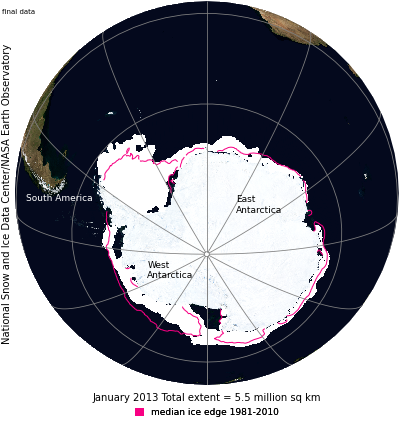 final data
National Snow and Ice Data Center/NASA Earth Observatory
South America
East
Antarctica
West
Antarctica
January 2013 Total extent = 5.5 million sq km
median ice edge 1981-2010